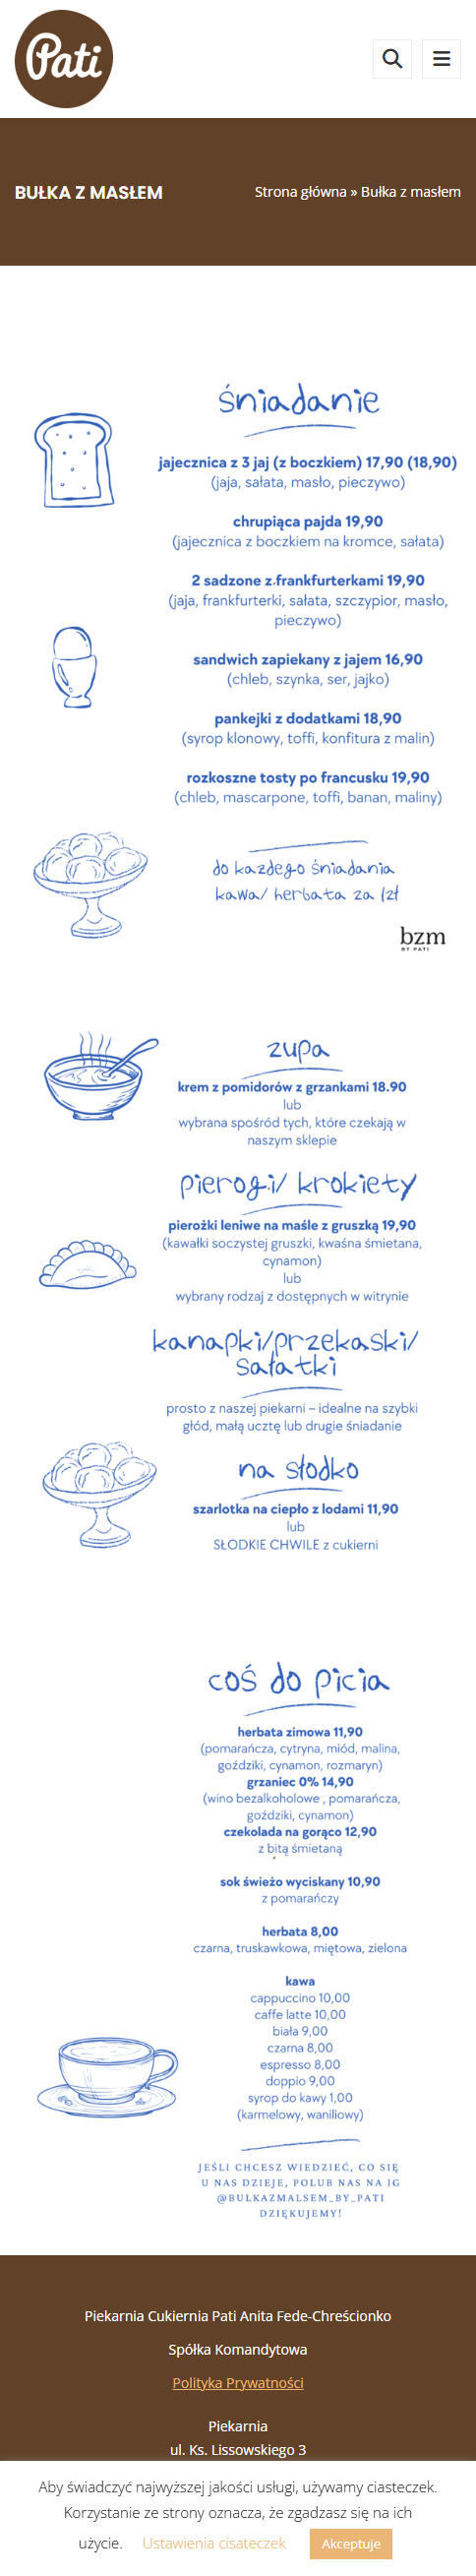 Pati
BUŁKA Z MASŁEM
Strona główna » Bułka z masłem
śniadanie
jajecznica z 3 jaj (z boczkiem) 17,90 (18,90)
(jaja, sałata, masło, pieczywo)
chrupiąca pajda 19,90
(jajecznica z boczkiem na kromce, sałata)
2 sadzone z frankfurterkami 19,90
(jaja, frankfurterki, sałata, szczypior, masło,
pieczywo)
sandwich zapiekany z jajem 16,90
(chleb, szynka, ser, jajko)
pankejki z dodatkami 18,90
(syrop klonowy, toffi, konfitura z malin)
rozkoszne tosty po francusku 19,90
(chleb, mascarpone, toffi, banan, maliny)
do każdego śniadania
kawa/ herbata za 1zł
bzm
BY PATI
zupa
krem z pomidorów z grzankami 18.90
lub
wybrana spośród tych, które czekają w
naszym sklepie
pierogi/ krokiety
pierożki leniwe na maśle z gruszką 19,90
(kawałki soczystej gruszki, kwaśna śmietana,
cynamon)
lub
wybrany rodzaj z dostępnych w witrynie
kanapki/przekaski/
sałatki
prosto z naszej piekarni – idealne na szybki
głód, małą ucztę lub drugie śniadanie
na słodko
szarlotka na ciepło z lodami 11,90
lub
SŁODKIE CHWILE z cukierni
coś do picia
herbata zimowa 11,90
(pomarańcza, cytryna, miód, malina,
goździki, cynamon, rozmaryn)
grzaniec 0% 14,90
(wino bezalkoholowe , pomarańcza,
goździki, cynamon)
czekolada na gorąco 12,90
z bitą śmietaną
sok świeżo wyciskany 10,90
z pomarańczy
herbata 8,00
czarna, truskawkowa, miętowa, zielona
kawa
cappuccino 10,00
caffe latte 10,00
biała 9,00
czarna 8,00
espresso 8,00
doppio 9,00
syrop do kawy 1,00
(karmelowy, waniliowy)
JEŚLI CHCESZ WIEDZIEĆ, CO SIĘ
U NAS DZIEJE, POLUB NAS NA IG
@BULKAZMALSEM_BY_PATI
DZIĘKUJEMY!
Piekarnia Cukiernia Pati Anita Fede-Chreścionko
Spółka Komandytowa
Polityka Prywatności
Piekarnia
ul. Ks. Lissowskiego 3
Aby świadczyć najwyższej jakości usługi, używamy ciasteczek.
Korzystanie ze strony oznacza, że zgadzasz się na ich
użycie. Ustawienia cisateczek Akceptuje